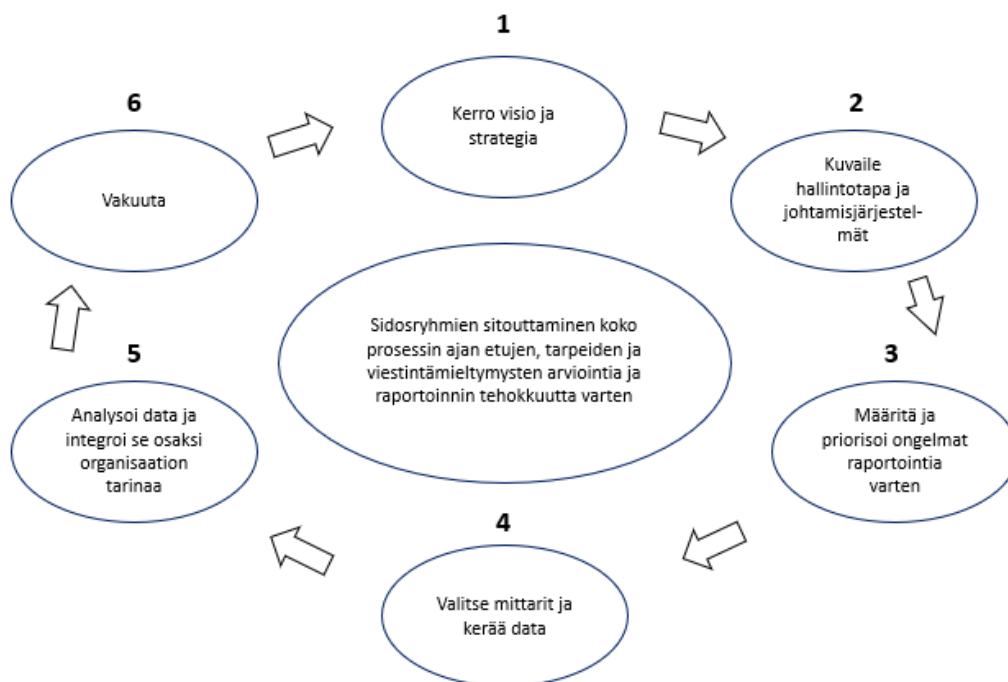 1
Kerro visio ja
strategia
2
Kuvaile
hallintotapa ja
johtamisjärjestel-
mät
3
Määritä ja
priorisoi ongelmat
raportointia
varten
4
Valitse mittarit ja
kerää data
5
Analysoi data ja
integroi se osaksi
organisaation
tarinaa
6
Vakuuta
Sidosryhmien sitouttaminen koko
prosessin ajan etujen, tarpeiden ja
viestintämieltymysten arviointia ja
raportoinnin tehokkuutta varten